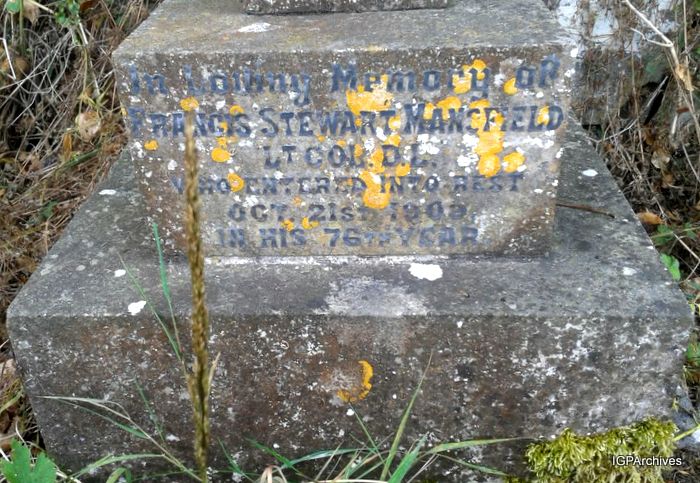 In Loving Memory of
FRANCIS STEWART MANSFIELD
LT COL. D.L.
WHO ENTERED INTO REST
OCT. 21ST 1909
IN HIS 76TH YEAR.
IGPArchives